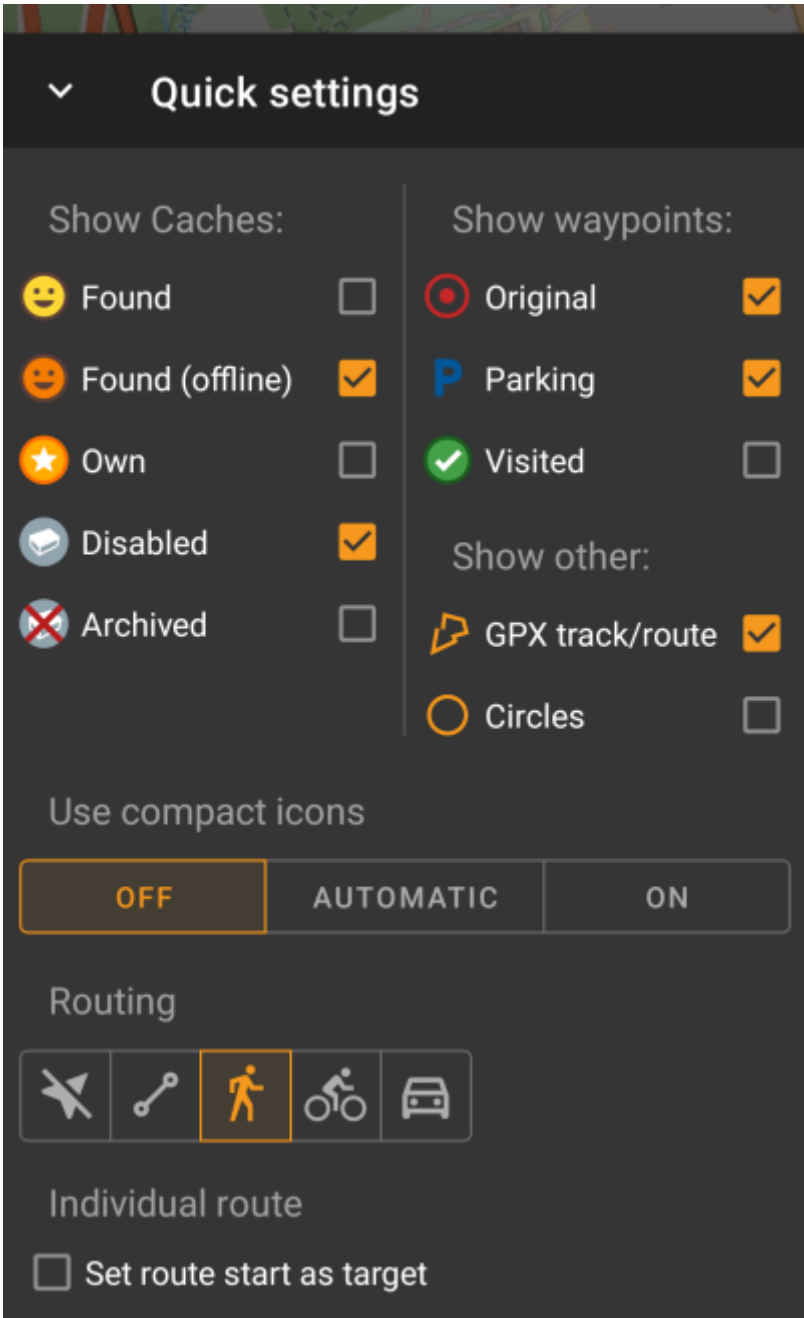 Quick settings
Show Caches:
Found
Found (offline)
Own
Disabled
Archived
Show waypoints:
Original
P Parking
Visited
Show other:
GPX track/route
Circles
Use compact icons
OFF AUTOMATIC ON
Routing
Individual route
Set route start as target